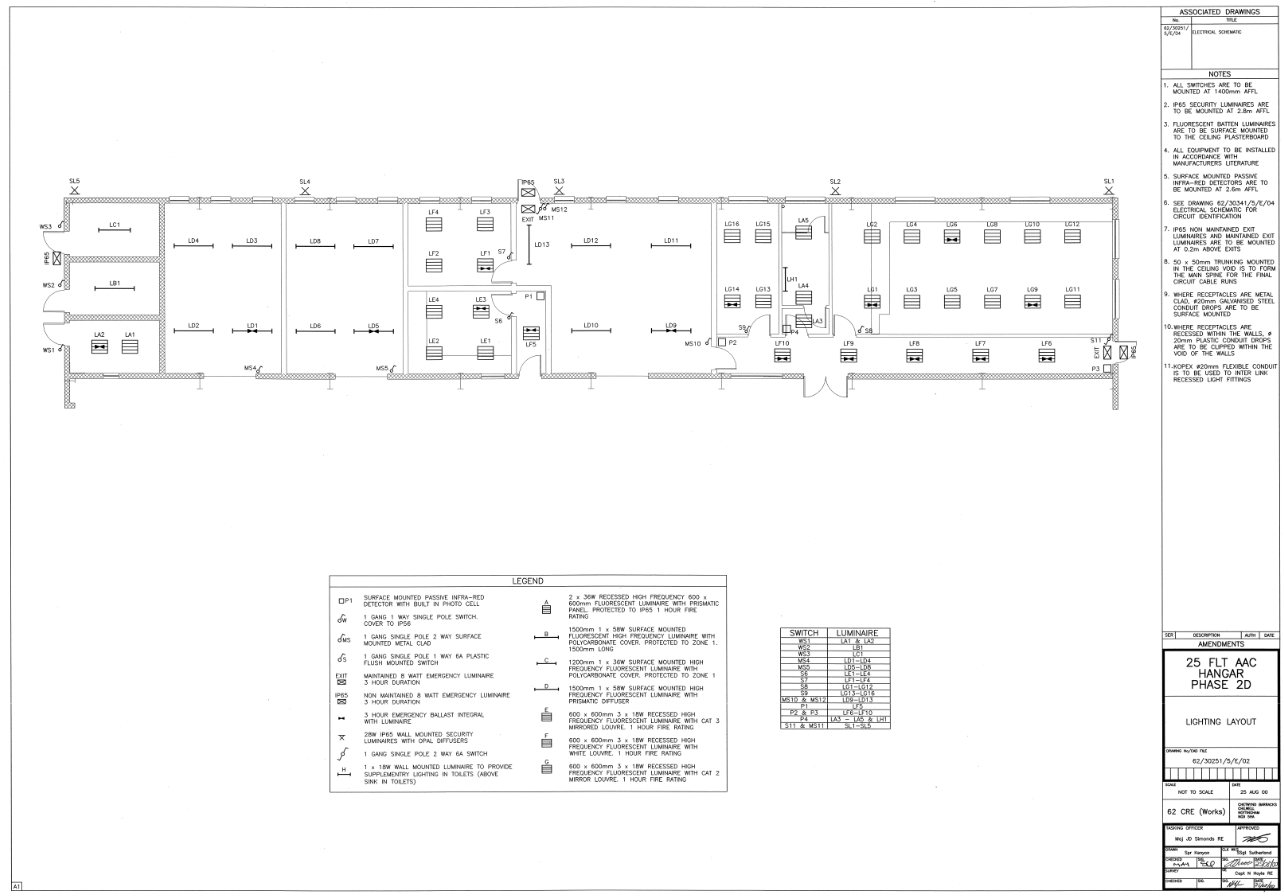 ASSOCIATED DRAWINGS
No. TITLE
62/30251/ ELECTRICAL SCHEMATIC
5/E/04
NOTES
1. ALL SWITCHES ARE TO BE
MOUNTED AT 1400mm AFFL
2. IP65 SECURITY LUMINAIRES ARE
TO BE MOUNTED AT 2.8m AFFL
3. FLUORESCENT BATTEN LUMINAIRES
ARE TO BE SURFACE MOUNTED
TO THE CEILING PLASTERBOARD
4. ALL EQUIPMENT TO BE INSTALLED
IN ACCORDANCE WITH
MANUFACTURERS LITERATURE
5. SURFACE MOUNTED PASSIVE
INFRA-RED DETECTORS ARE TO
BE MOUNTED AT 2.6m AFFL
6. SEE DRAWING 62/30341/5/E/04
ELECTRICAL SCHEMATIC FOR
CIRCUIT IDENTIFICATION
7. IP65 NON MAINTAINED EXIT
LUMINAIRES AND MAINTAINED EXIT
LUMINAIRES ARE TO BE MOUNTED
AT 0.2m ABOVE EXITS
8. 50 x 50mm TRUNKING MOUNTED
IN THE CEILING VOID IS TO FORM
THE MAIN SPINE FOR THE FINAL
CIRCUIT CABLE RUNS
9. WHERE RECEPTACLES ARE METAL
CLAD, ø20mm GALVANISED STEEL
CONDUIT DROPS ARE TO BE
SURFACE MOUNTED
10. WHERE RECEPTACLES ARE
RECESSED WITHIN THE WALLS, ø
20mm PLASTIC CONDUIT DROPS
ARE TO BE CLIPPED WITHIN THE
VOID OF THE WALLS
11. KOPEX ø20mm FLEXIBLE CONDUIT
IS TO BE USED TO INTER LINK
RECESSED LIGHT FITTINGS
SL5 SL4 IP65 SL3 SL2 SL1
MS12
EXIT MS11
WS3 LC1 IP65
LD4 LD3 LD8 LD7
LF4 LF3 LF2 LF1 S7
LD13 LD12 LD11
LG16 LG15 LA5 LG2 LG4 LG6 LG8 LG10 LG12
WS2 LB1
LH1
LE4 LE3 S6 P1
LG14 LG13 LA4 LG1 LG3 LG5 LG7 LG9 LG11
WS1 LA2 LA1
LD2 LD1 LD6 LD5
LE2 LE1 LF5
LD10 LD9
S9 P4 LA3 S8
MS10 P2 LF10 LF9 LF8 LF7 LF6 S11 EXIT IP65
MS4 MS5 P3
LEGEND
P1 SURFACE MOUNTED PASSIVE INFRA-RED
DETECTOR WITH BUILT IN PHOTO CELL
W 1 GANG 1 WAY SINGLE POLE SWITCH.
COVER TO IP56
MS 1 GANG SINGLE POLE 2 WAY SURFACE
MOUNTED METAL CLAD
S 1 GANG SINGLE POLE 1 WAY 6A PLASTIC
FLUSH MOUNTED SWITCH
EXIT MAINTAINED 8 WATT EMERGENCY LUMINAIRE
3 HOUR DURATION
IP65 NON MAINTAINED 8 WATT EMERGENCY LUMINAIRE
3 HOUR DURATION
3 HOUR EMERGENCY BALLAST INTEGRAL
WITH LUMINAIRE
28W IP65 WALL MOUNTED SECURITY
LUMINAIRES WITH OPAL DIFFUSERS
1 GANG SINGLE POLE 2 WAY 6A SWITCH
H 1 x 18W WALL MOUNTED LUMINAIRE TO PROVIDE
SUPPLEMENTRY LIGHTING IN TOILETS (ABOVE
SINK IN TOILETS)
A 2 x 36W RECESSED HIGH FREQUENCY 600 x
600mm FLUORESCENT LUMINAIRE WITH PRISMATIC
PANEL. PROTECTED TO IP65 1 HOUR FIRE
RATING
B 1500mm 1 x 58W SURFACE MOUNTED
FLUORESCENT HIGH FREQUENCY LUMINAIRE WITH
POLYCARBONATE COVER. PROTECTED TO ZONE 1.
1500mm LONG
C 1200mm 1 x 36W SURFACE MOUNTED HIGH
FREQUENCY FLUORESCENT LUMINAIRE WITH
POLYCARBONATE COVER. PROTECTED TO ZONE 1
D 1500mm 1 x 58W SURFACE MOUNTED HIGH
FREQUENCY FLUORESCENT LUMINAIRE WITH
PRISMATIC DIFFUSER
E 600 x 600mm 3 x 18W RECESSED HIGH
FREQUENCY FLUORESCENT LUMINAIRE WITH CAT 3
MIRRORED LOUVRE. 1 HOUR FIRE RATING
F 600 x 600mm 3 x 18W RECESSED HIGH
FREQUENCY FLUORESCENT LUMINAIRE WITH
WHITE LOUVRE. 1 HOUR FIRE RATING
G 600 x 600mm 3 x 18W RECESSED HIGH
FREQUENCY FLUORESCENT LUMINAIRE WITH CAT 2
MIRROR LOUVRE. 1 HOUR FIRE RATING
SWITCH LUMINAIRE
WS1 LA1 & LA2
WS2 LB1
WS3 LC1
MS4 LD1-LD4
MS5 LD5-LD8
S6 LE1-LE4
S7 LF1-LF4
S8 LG1-LG12
S9 LG13-LG16
MS10 & MS12 LD9-LD13
P1 LF5
P2 & P3 LF6-LF10
P4 LA3 - LA5 & LH1
S11 & MS11 SL1-SL5
SER DESCRIPTION AUTH DATE
AMENDMENTS
25 FLT AAC
HANGAR
PHASE 2D
LIGHTING LAYOUT
DRAWING No/CAD FILE
62/30251/5/E/02
SCALE DATE
NOT TO SCALE 25 AUG 00
62 CRE (Works)
CHETWYND BARRACKS
CHILWELL
NOTTINGHAM
TASKING OFFICER APPROVED
Maj JD Simonds RE
DRAWN Spr Kenyon SSgt Sutherland
CHECKED SIG. SIG. DATE
SURVEY Capt N Hoyle RE
CHECKED SIG. SIG. DATE
A1